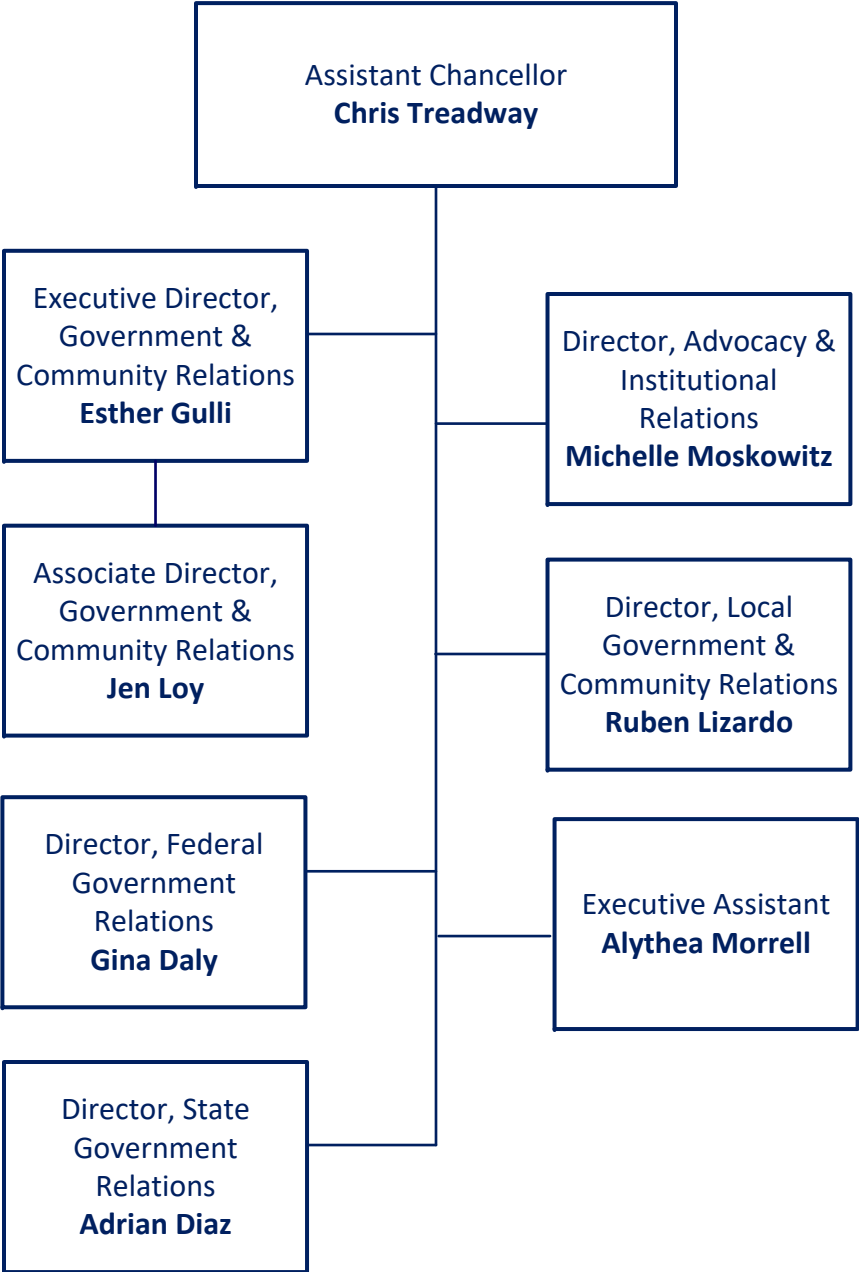 Assistant Chancellor
Chris Treadway
Executive Director,
Government &
Community Relations
Esther Gulli
Director, Advocacy &
Institutional
Relations
Michelle Moskowitz
Associate Director,
Government &
Community Relations
Jen Loy
Director, Local
Government &
Community Relations
Ruben Lizardo
Director, Federal
Government
Relations
Gina Daly
Executive Assistant
Alythea Morrell
Director, State
Government
Relations
Adrian Diaz